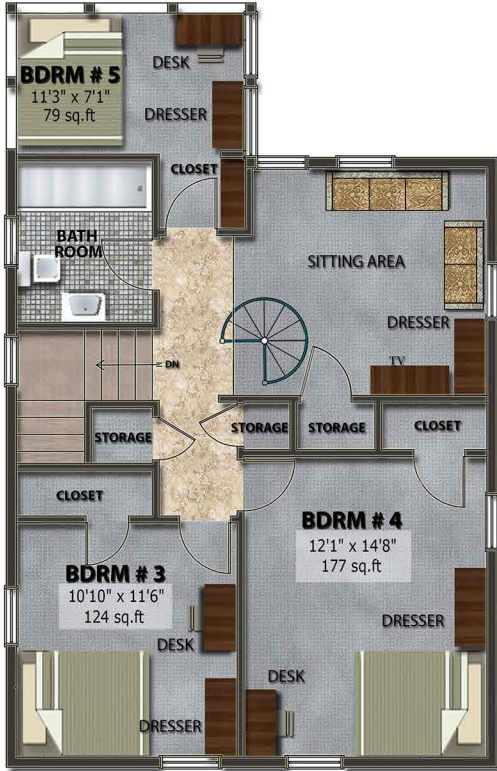 BDRM # 5
11'3" x 7'1"
79 sq.ft
DESK
DRESSER
CLOSET
BATH
ROOM
SITTING AREA
DRESSER
TV
DN
STORAGE
STORAGE
STORAGE
CLOSET
CLOSET
BDRM # 4
12'1" x 14'8"
177 sq.ft
BDRM # 3
10'10" x 11'6"
124 sq.ft
DESK
DRESSER
DRESSER
DESK